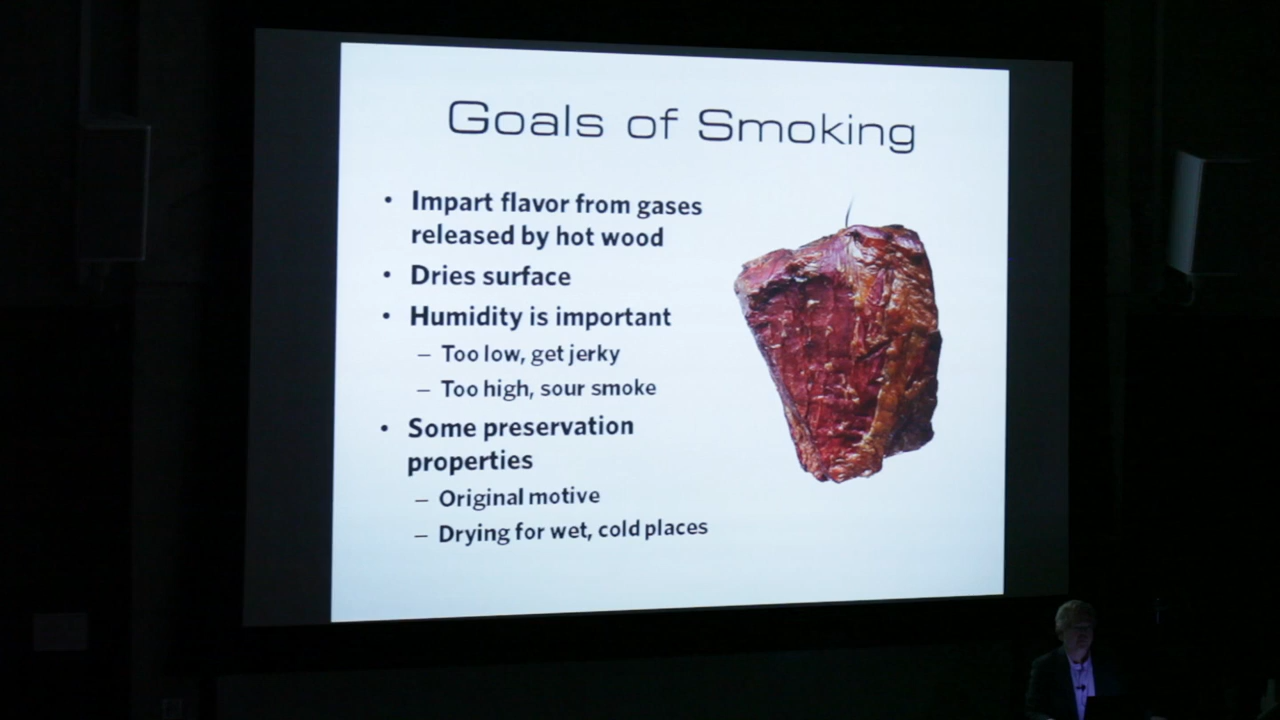 Goals of Smoking
• Impart flavor from gases
released by hot wood
• Dries surface
• Humidity is important
– Too low, get jerky
– Too high, sour smoke
• Some preservation
properties
– Original motive
– Drying for wet, cold places